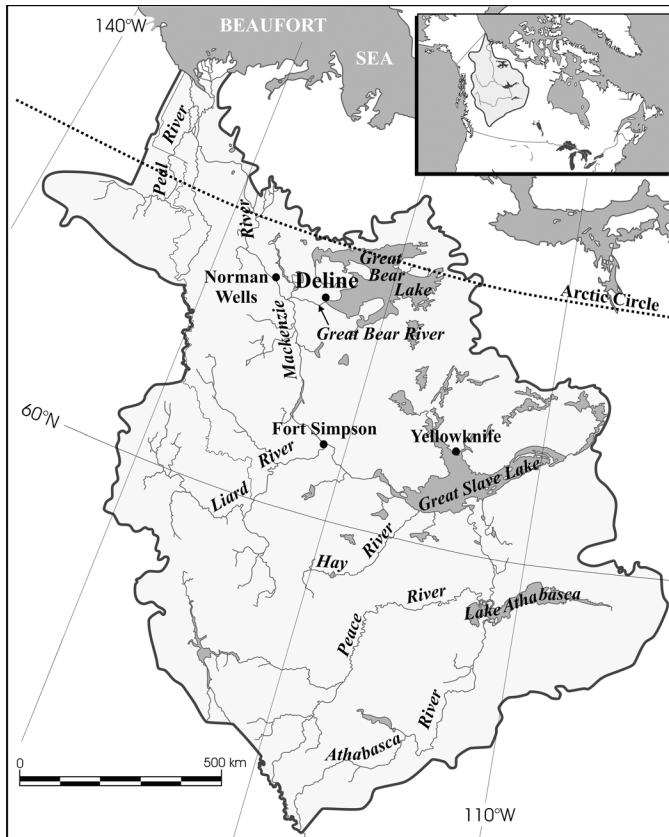 140°W
BEAUFORT
SEA
Peal
River
River
Norman
Wells
Deline
Great
Bear
Lake
Arctic Circle
Great Bear River
Mackenzie
60°N
Fort Simpson
Yellowknife
Liard
River
Great Slave Lake
Hay
River
Peace
River
Lake Athabasca
Athabasca
River
0
500 km
110°W